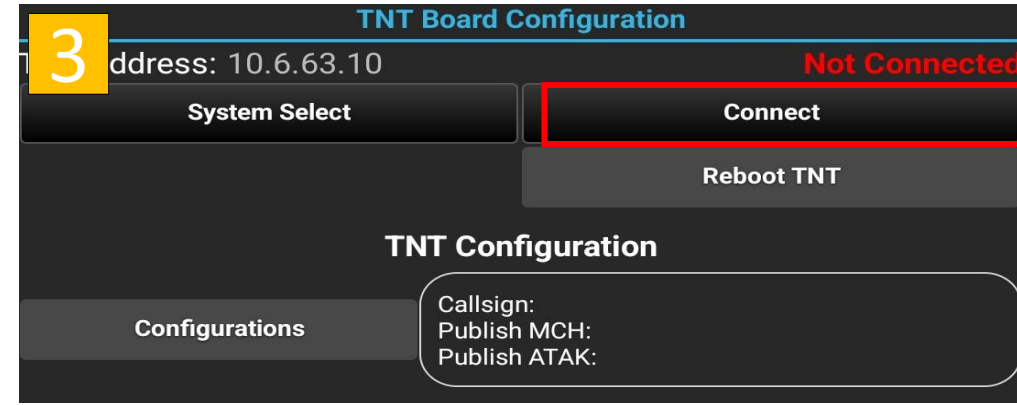 TNT Board Configuration
3
ddress: 10.6.63.10
Not Connected
System Select
Connect
Reboot TNT
TNT Configuration
Configurations
Callsign:
Publish MCH:
Publish ATAK: